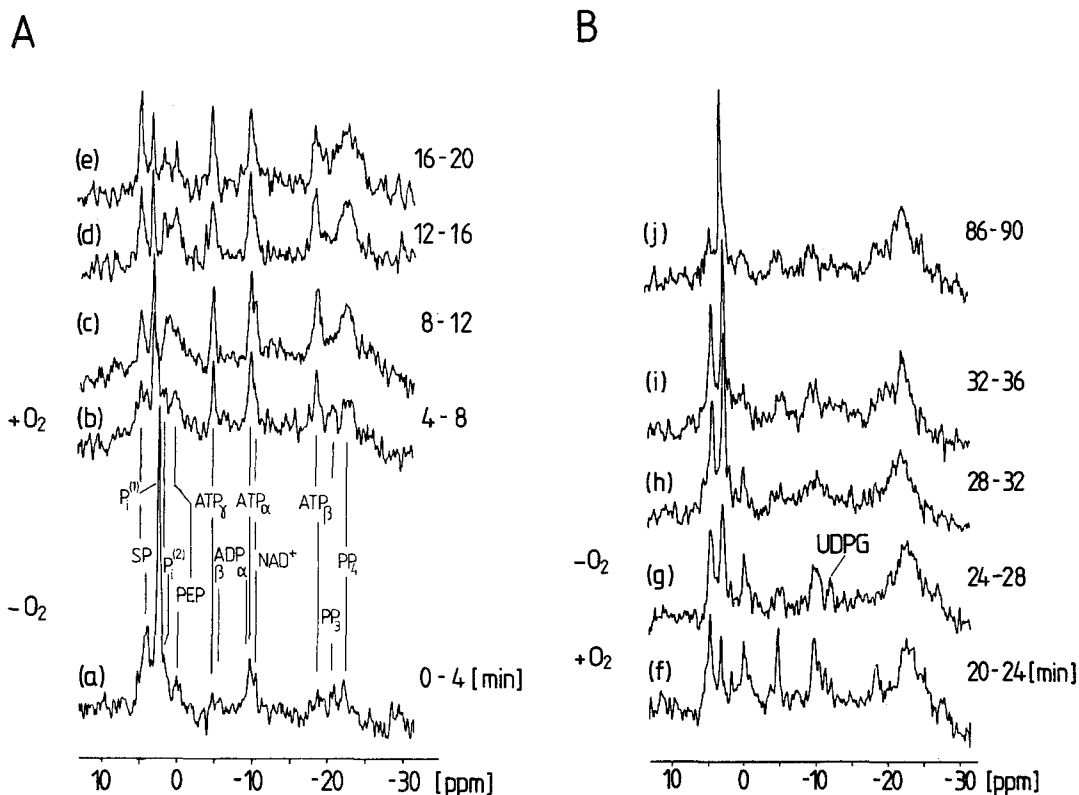 A
B
(e) 16-20
(d) 12-16
(c) 8-12
+O₂ (b) 4-8
Pᵢ⁽¹⁾ ATPᵧ ATPα ATPβ
SP Pᵢ⁽²⁾ ADP β α NAD⁺ PP₄
PEP
PP₃
-O₂
(a) 0-4 [min]
10 0 -10 -20 -30 [ppm]
(j) 86-90
(i) 32-36
(h) 28-32
UDPG
-O₂ (g) 24-28
+O₂ (f) 20-24 [min]
10 0 -10 -20 -30 [ppm]